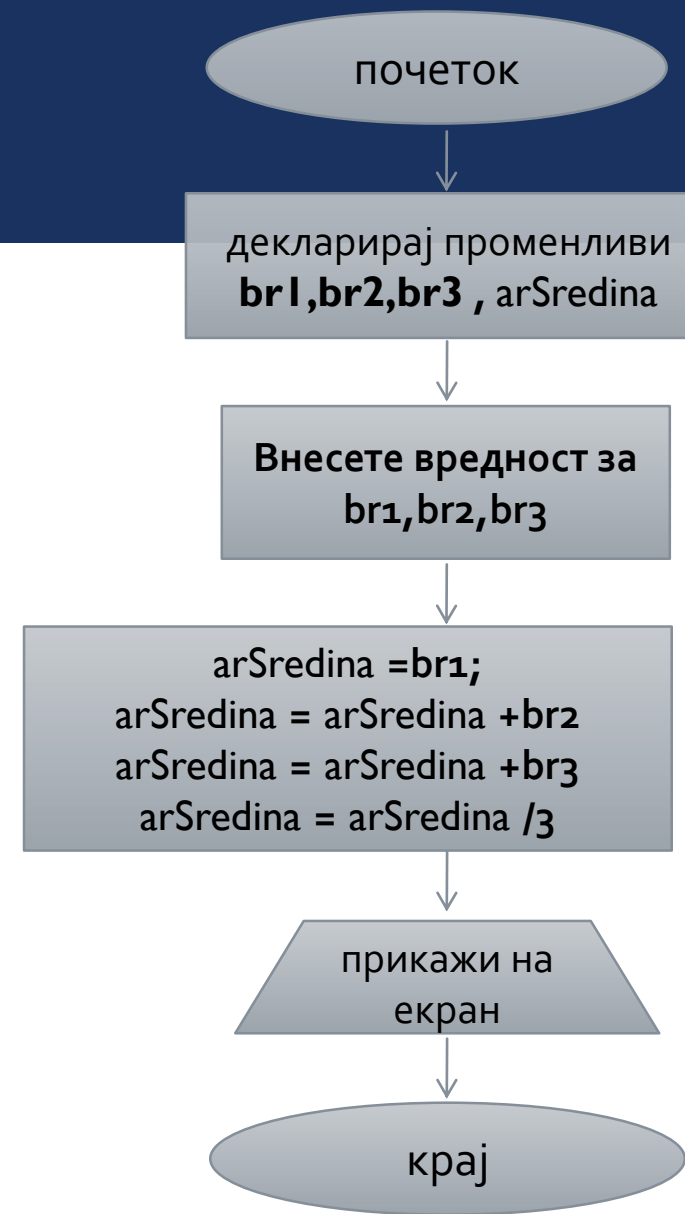 почеток
декларирај променливи
br1,br2,br3 , arSredina
Внесете вредност за
br1,br2,br3
arSredina =br1;
arSredina = arSredina +br2
arSredina = arSredina +br3
arSredina = arSredina /3
прикажи на
екран
крај